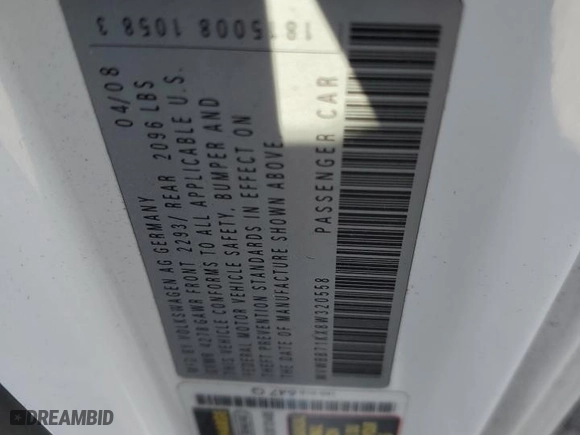 1815008 1058 3
MFD BY VOLKSWAGEN AG GERMANY 04/08
GVWR 4278 GAWR FRONT 2293/ REAR 2096 LBS
THIS VEHICLE CONFORMS TO ALL APPLICABLE U.S.
FEDERAL MOTOR VEHICLE SAFETY, BUMPER AND
THEFT PREVENTION STANDARDS IN EFFECT ON
THE DATE OF MANUFACTURE SHOWN ABOVE
PASSENGER CAR
DREAMBID